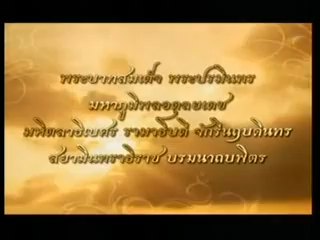 พระบาทสมเด็จ พระปรมินทร
มหาภูมิพลอดุลยเดช
มหิตลาธิเบศร รามาธิบดี จักรีนฤบดินทร
สยามินทราธิราช บรมนาถบพิตร